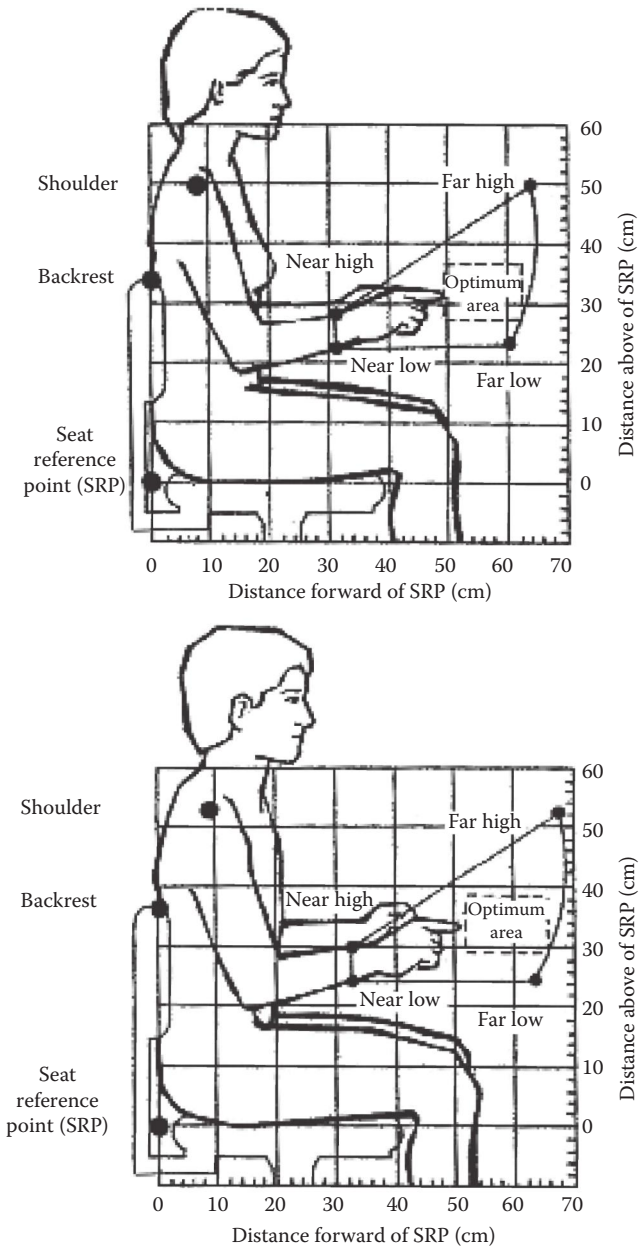 60
Shoulder
Far high
50
40
Backrest
Near high
Optimum
area
30
Near low
20
Far low
10
Seat
reference
point (SRP)
0
Distance above of SRP (cm)
0 10 20 30 40 50 60 70
Distance forward of SRP (cm)
60
Shoulder
Far high
50
40
Backrest
Near high
Optimum
area
30
Near low
20
Far low
10
Seat
reference
point (SRP)
0
Distance above of SRP (cm)
0 10 20 30 40 50 60 70
Distance forward of SRP (cm)